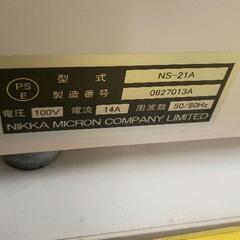 PS
E
型式 NS-21A
製造番号 0627013A
電圧 100V 電流 14A 周波数 50/60Hz
NIKKA MICRON COMPANY LIMITED